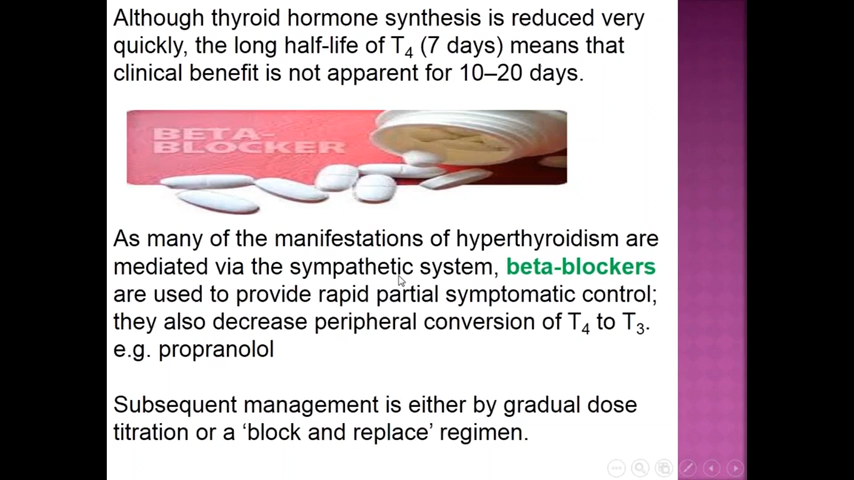 Although thyroid hormone synthesis is reduced very
quickly, the long half-life of T₄ (7 days) means that
clinical benefit is not apparent for 10–20 days.
BETA-
BLOCKER
As many of the manifestations of hyperthyroidism are
mediated via the sympathetic system, beta-blockers
are used to provide rapid partial symptomatic control;
they also decrease peripheral conversion of T₄ to T₃.
e.g. propranolol
Subsequent management is either by gradual dose
titration or a ‘block and replace’ regimen.